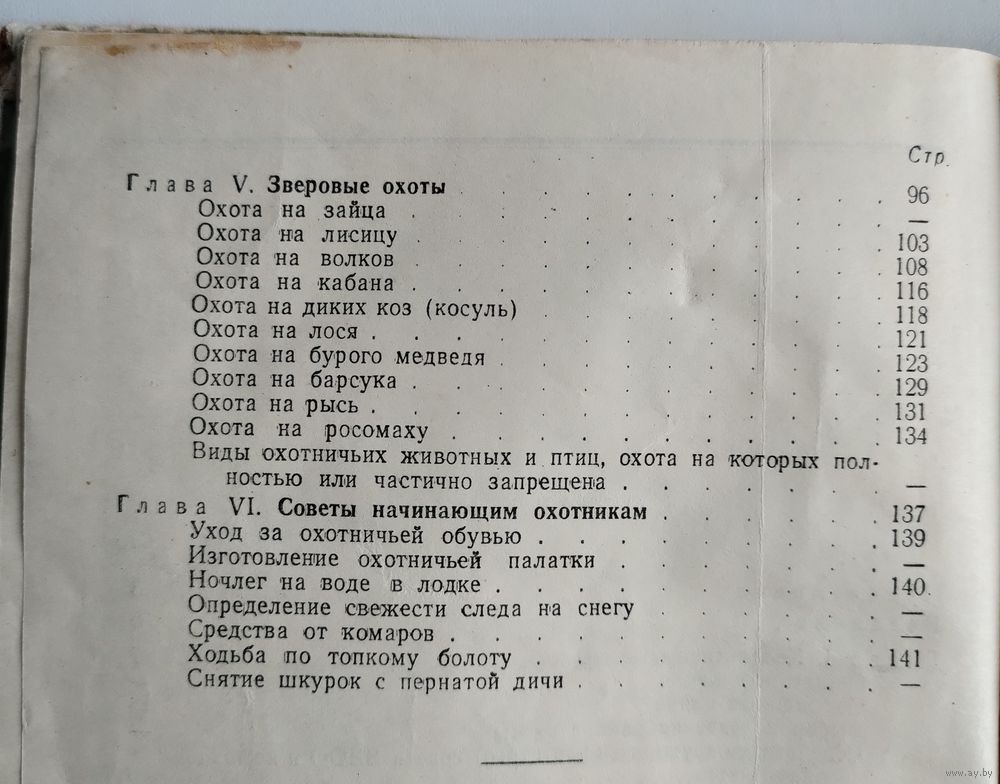 Стр.
Глава V. Зверовые охоты . . . . . . . . . 96
Охота на зайца . . . . . . . . . . —
Охота на лисицу . . . . . . . . . . 103
Охота на волков . . . . . . . . . . 108
Охота на кабана . . . . . . . . . . 116
Охота на диких коз (косуль) . . . . . . . 118
Охота на лося . . . . . . . . . . . 121
Охота на бурого медведя . . . . . . . . 123
Охота на барсука . . . . . . . . . . 129
Охота на рысь . . . . . . . . . . . 131
Охота на росомаху . . . . . . . . . 134
Виды охотничьих животных и птиц, охота на которых пол-
ностью или частично запрещена . . . . . . —
Глава VI. Советы начинающим охотникам . . . . . 137
Уход за охотничьей обувью . . . . . . . . 139
Изготовление охотничьей палатки . . . . . . —
Ночлег на воде в лодке . . . . . . . . . 140
Определение свежести следа на снегу . . . . . —
Средства от комаров . . . . . . . . . . —
Ходьба по топкому болоту . . . . . . . . 141
Снятие шкурок с пернатой дичи . . . . . . . —
www.ay.by